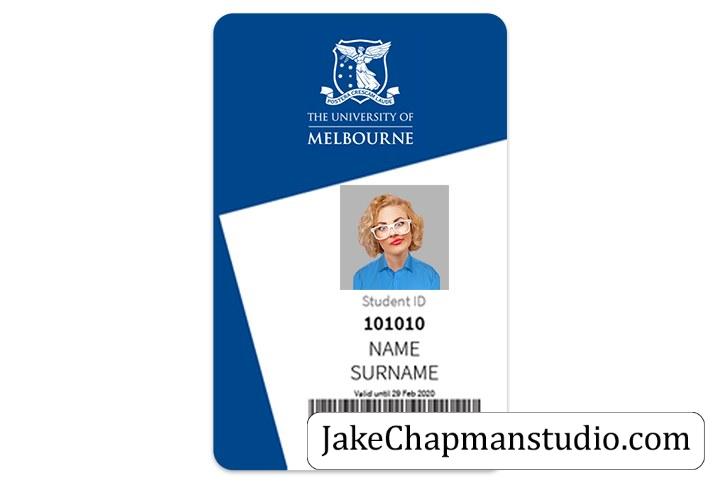 POSTERA CRESCAM LAUDE
THE UNIVERSITY OF
MELBOURNE
Student ID
101010
NAME
SURNAME
Valid until 29 Feb 2020
JakeChapmanstudio.com